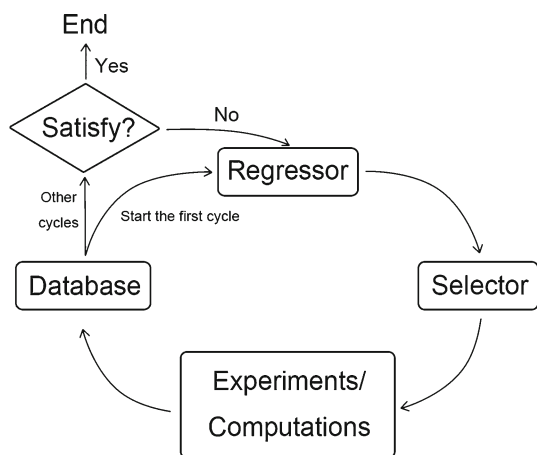 End
Yes
Satisfy?
No
Regressor
Other
cycles
Start the first cycle
Database
Selector
Experiments/
Computations